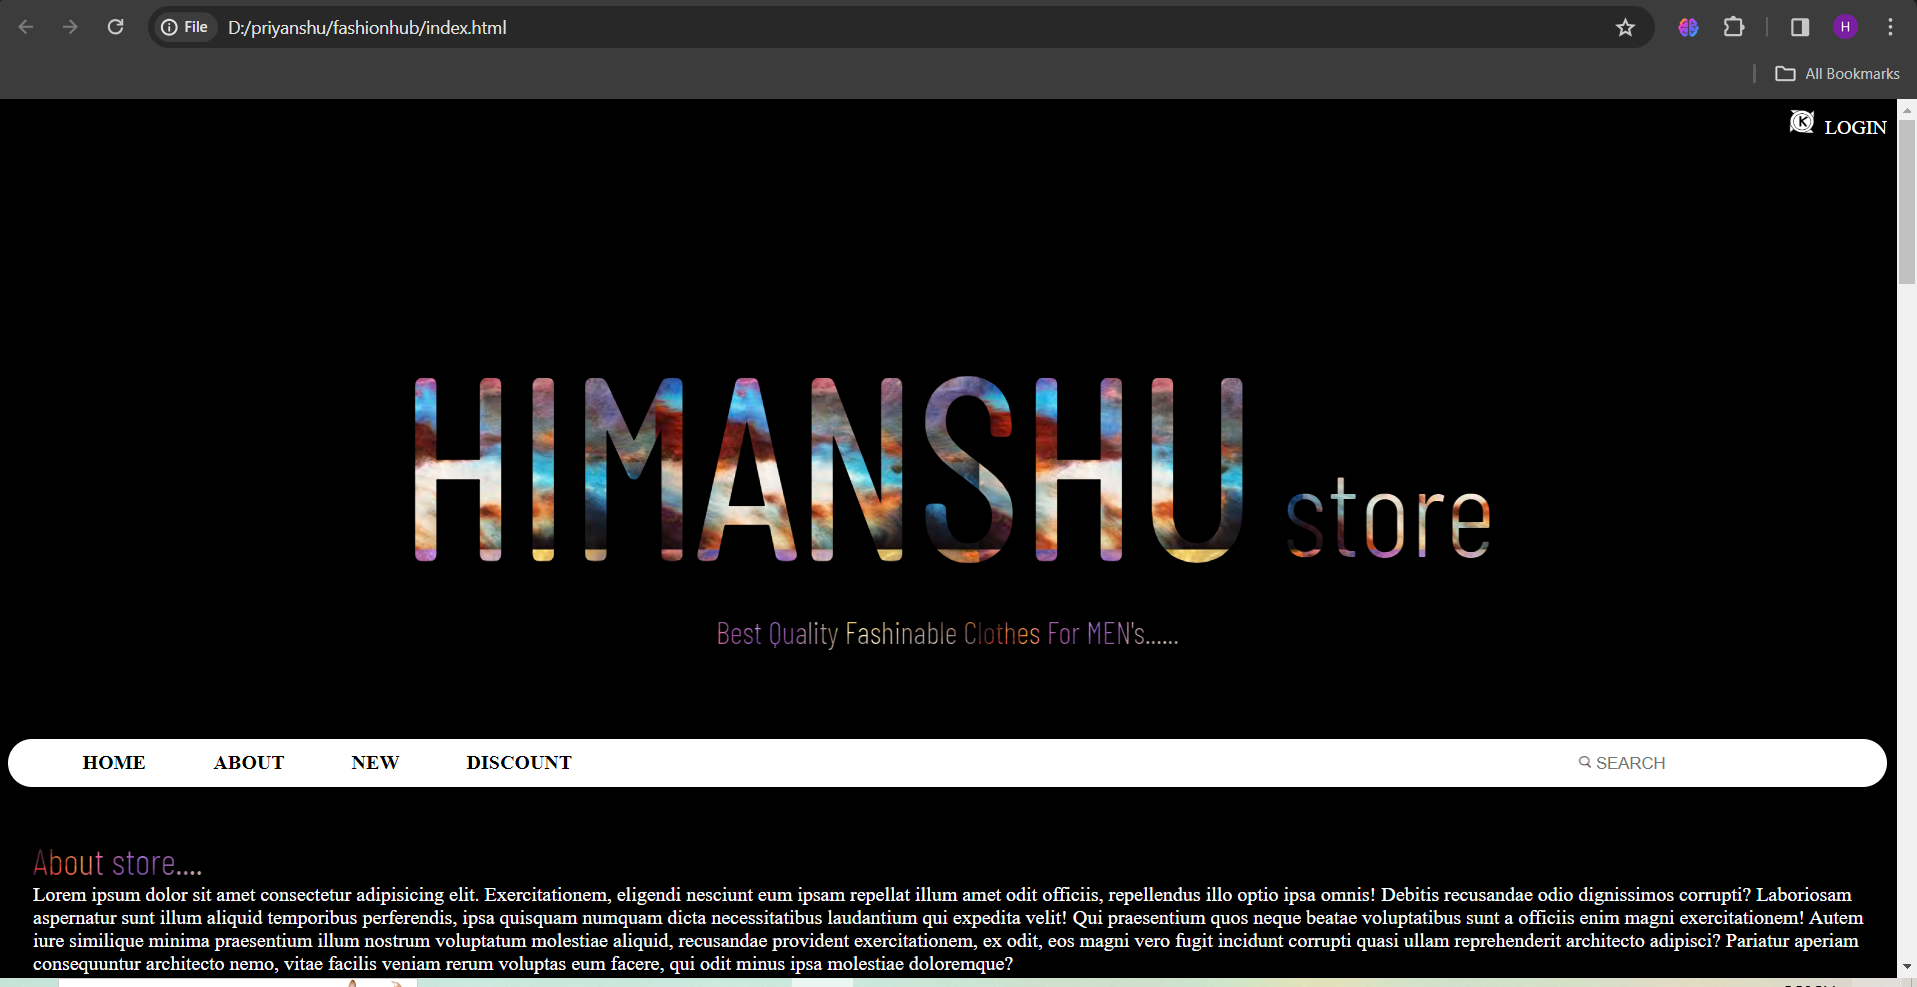 File D:/priyanshu/fashionhub/index.html H
All Bookmarks
K LOGIN
HIMANSHU store
Best Quality Fashinable Clothes For MEN's......
HOME ABOUT NEW DISCOUNT SEARCH
About store....
Lorem ipsum dolor sit amet consectetur adipisicing elit. Exercitationem, eligendi nesciunt eum ipsam repellat illum amet odit officiis, repellendus illo optio ipsa omnis! Debitis recusandae odio dignissimos corrupti? Laboriosam
aspernatur sunt illum aliquid temporibus perferendis, ipsa quisquam numquam dicta necessitatibus laudantium qui expedita velit! Qui praesentium quos neque beatae voluptatibus sunt a officiis enim magni exercitationem! Autem
iure similique minima praesentium illum nostrum voluptatum molestiae aliquid, recusandae provident exercitationem, ex odit, eos magni vero fugit incidunt corrupti quasi ullam reprehenderit architecto adipisci? Pariatur aperiam
consequuntur architecto nemo, vitae facilis veniam rerum voluptas eum facere, qui odit minus ipsa molestiae doloremque?